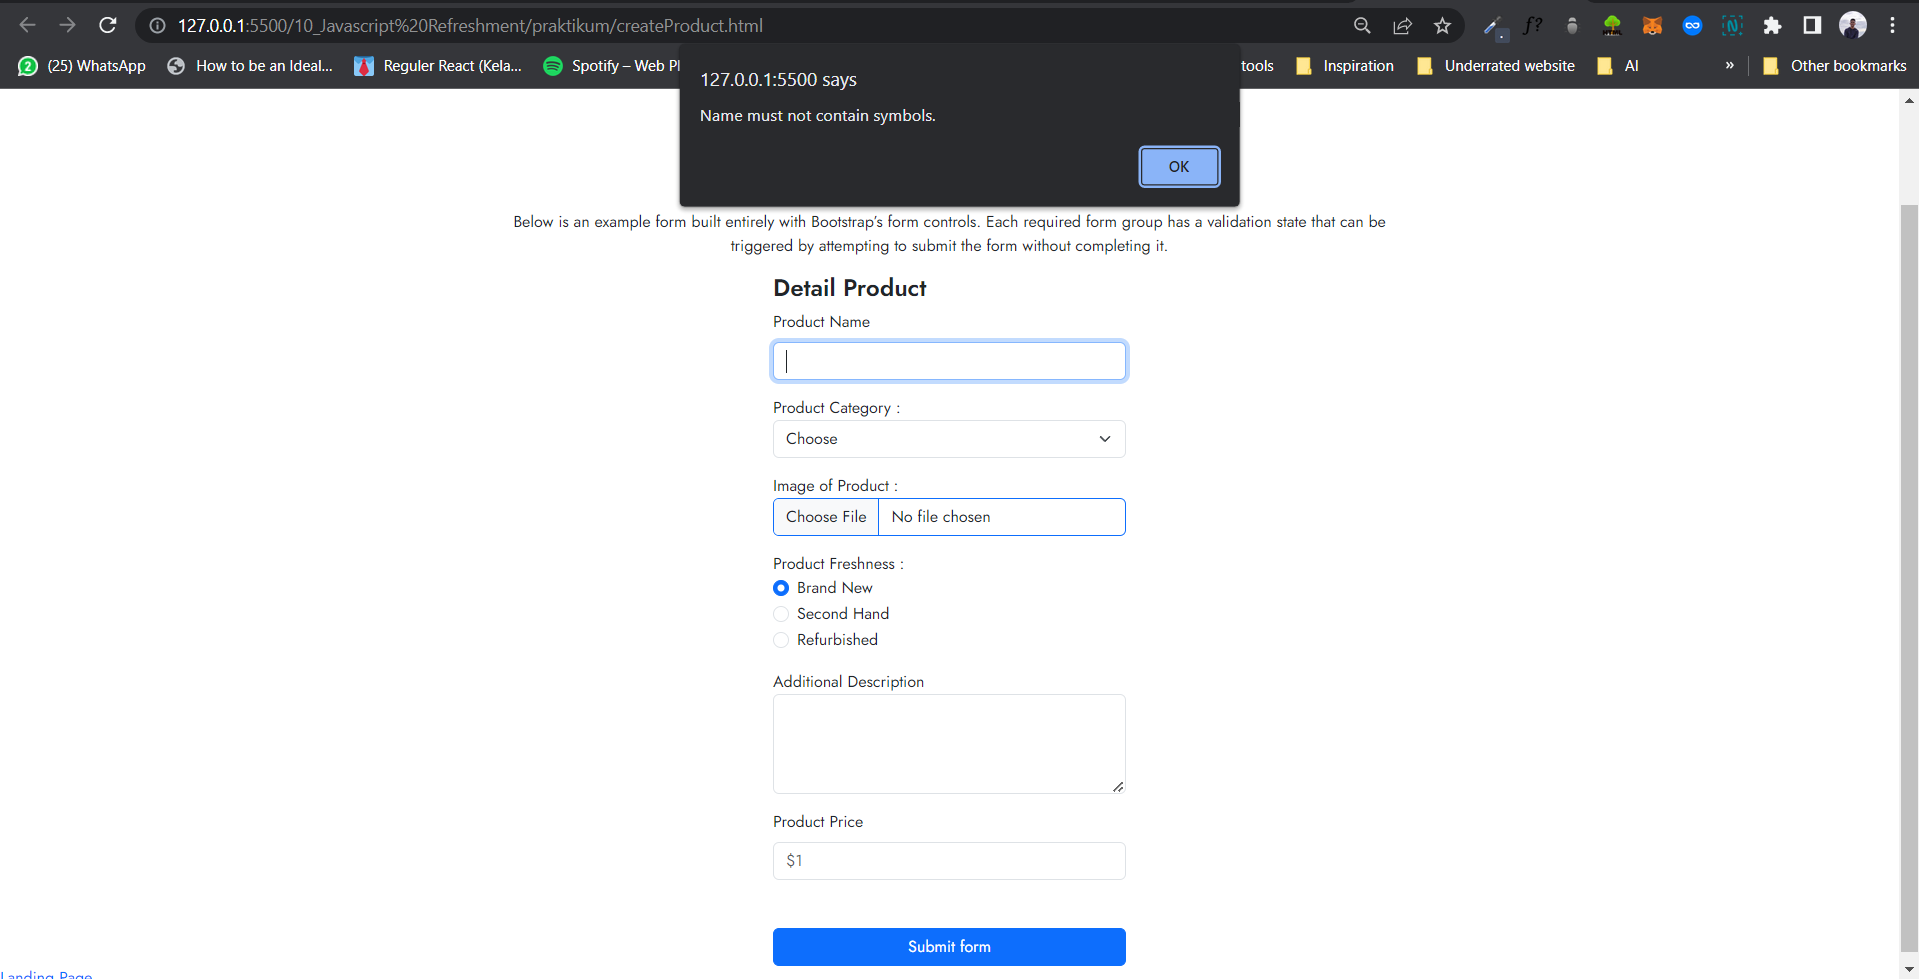 127.0.0.1:5500/10_Javascript%20Refreshment/praktikum/createProduct.html
(25) WhatsApp How to be an Ideal... Reguler React (Kela... Spotify – Web Pl tools Inspiration Underrated website AI » Other bookmarks
127.0.0.1:5500 says
Name must not contain symbols.
OK
Below is an example form built entirely with Bootstrap’s form controls. Each required form group has a validation state that can be
triggered by attempting to submit the form without completing it.
Detail Product
Product Name
Product Category :
Choose
Image of Product :
Choose File No file chosen
Product Freshness :
Brand New
Second Hand
Refurbished
Additional Description
Product Price
$1
Submit form
Landing Page